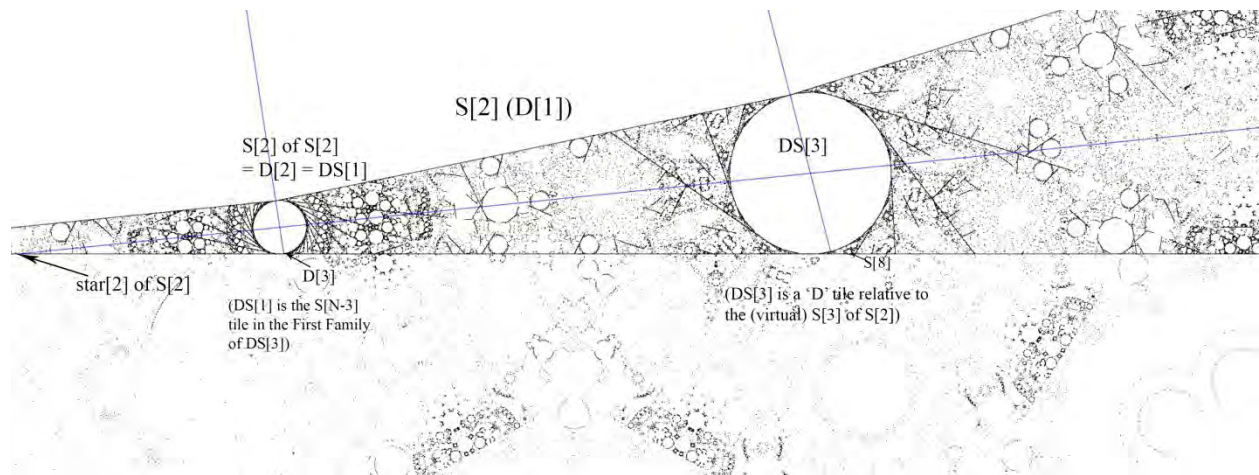 S[2] (D[1])
S[2] of S[2]
= D[2] = DS[1]
DS[3]
star[2] of S[2]
D[3]
S[8]
(DS[1] is the S[N-3]
tile in the First Family
of DS[3])
(DS[3] is a ‘D’ tile relative to
the (virtual) S[3] of S[2])